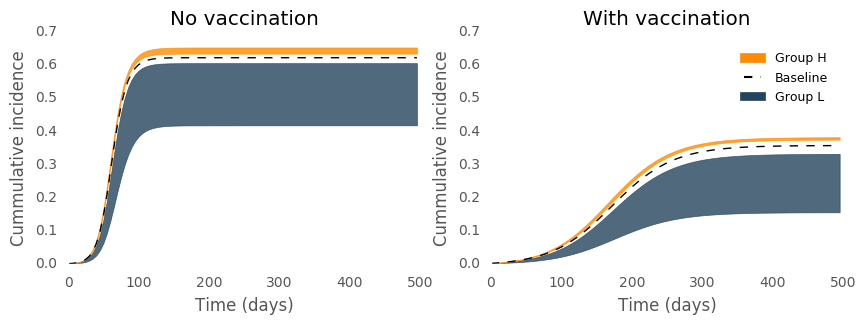 No vaccination
Cummulative incidence
0.7
0.6
0.5
0.4
0.3
0.2
0.1
0.0
0 100 200 300 400 500
Time (days)
With vaccination
Cummulative incidence
0.7
0.6
0.5
0.4
0.3
0.2
0.1
0.0
Group H
Baseline
Group L
0 100 200 300 400 500
Time (days)